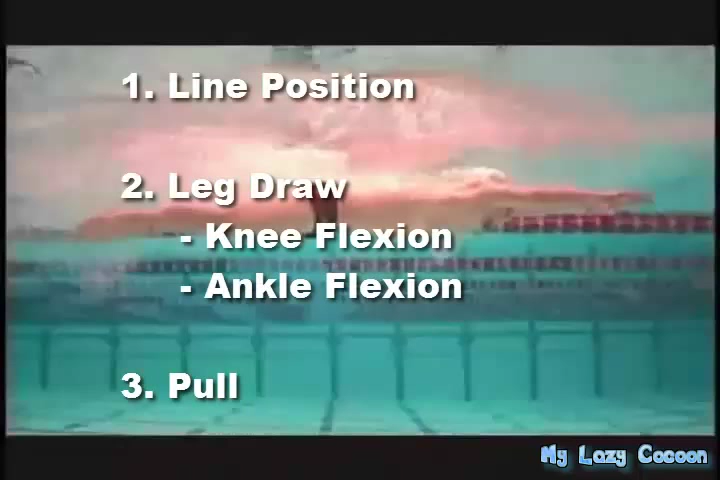 1. Line Position
2. Leg Draw
- Knee Flexion
- Ankle Flexion
3. Pull
My Lazy Cocoon